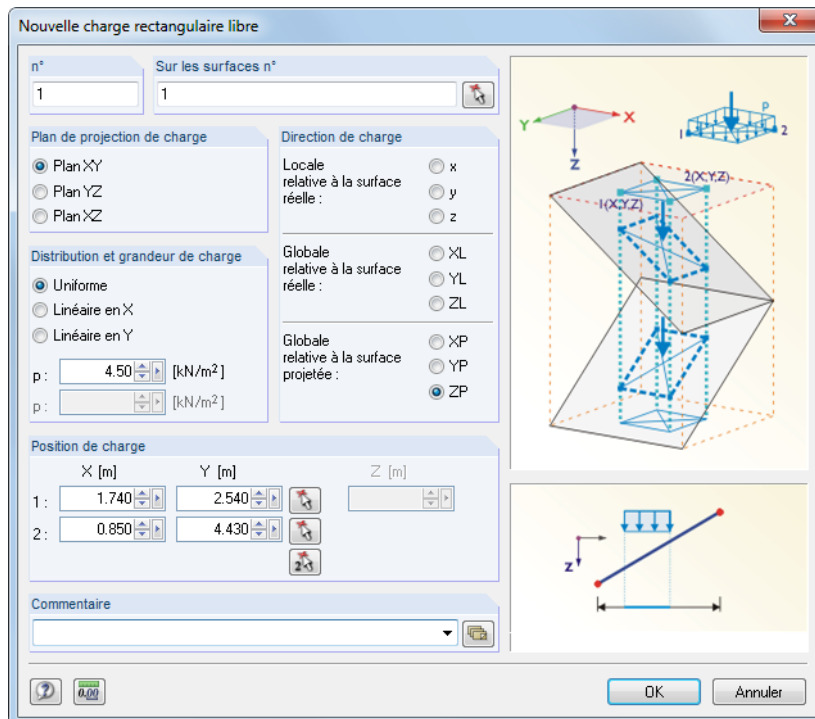 Nouvelle charge rectangulaire libre
n°
Sur les surfaces n°
1
1
Plan de projection de charge
Plan XY
Plan YZ
Plan XZ
Direction de charge
Locale
relative à la surface
réelle :
x
y
z
Globale
relative à la surface
réelle :
XL
YL
ZL
Globale
relative à la surface
projetée :
XP
YP
ZP
Distribution et grandeur de charge
Uniforme
Linéaire en X
Linéaire en Y
p : 4.50 [kN/m²]
p : [kN/m²]
Position de charge
X [m] Y [m] Z [m]
1 : 1.740 2.540
2 : 0.850 4.430
2
Commentaire
0.00
OK
Annuler
Y
X
Z
p
1
2
2(X,Y,Z)
1(X,Y,Z)
z